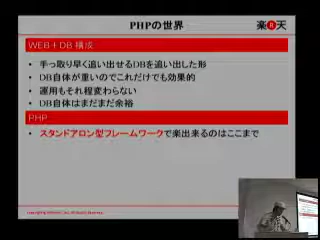 PHPの世界
楽R天
WEB+DB 構成
• 手っ取り早く追い出せるDBを追い出した形
• DB自体が重いのでこれだけでも効果的
• 運用もそれ程変わらない
• DB自体はまだまだ余裕
PHP
• スタンドアロン型フレームワークで楽出来るのはここまで